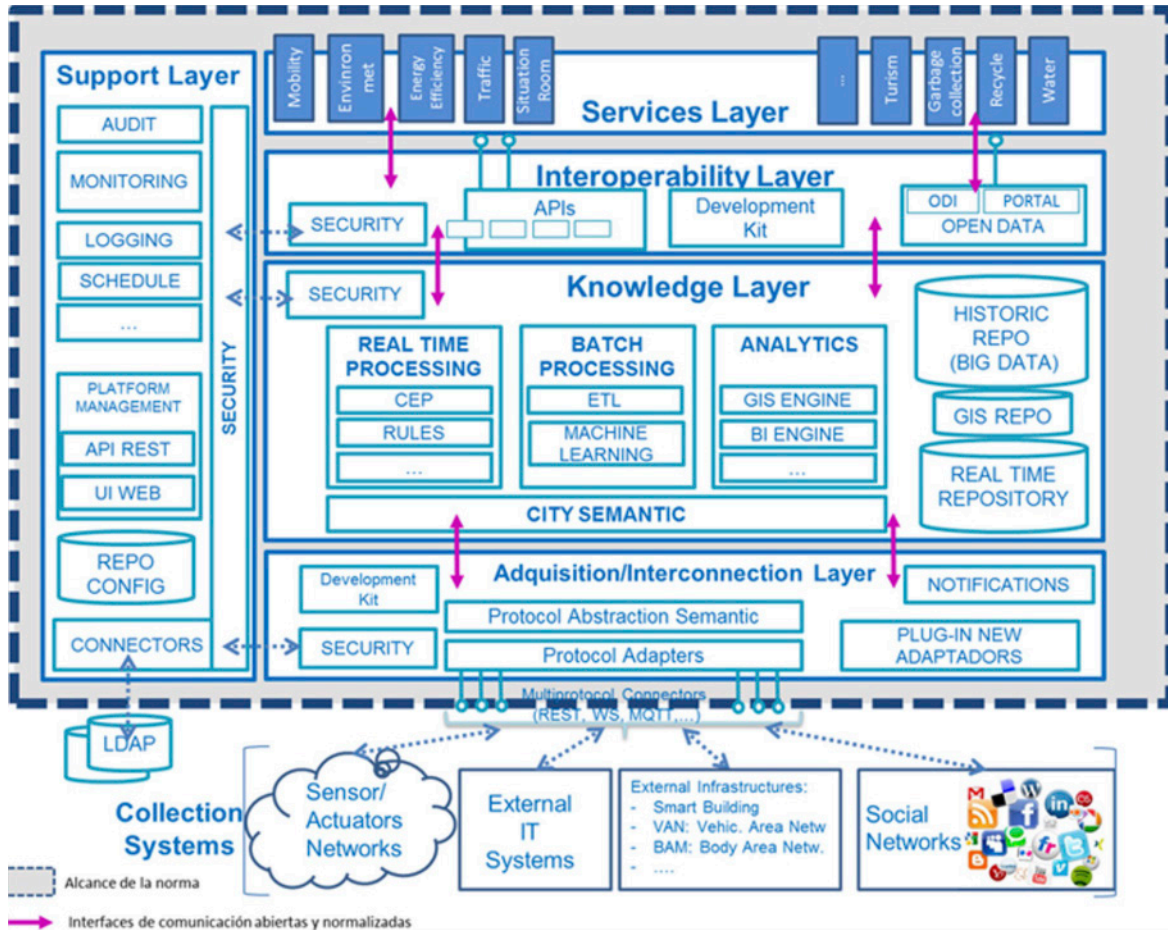 Support Layer
AUDIT
MONITORING
LOGGING
SCHEDULE
...
PLATFORM
MANAGEMENT
API REST
UI WEB
REPO
CONFIG
CONNECTORS
SECURITY
LDAP
Mobility
Envinron
met
Energy
Efficiency
Traffic
Situation
Room
Services Layer
...
Turism
Garbage
collection
Recycle
Water
Interoperability Layer
SECURITY
APIs
Development
Kit
ODI
PORTAL
OPEN DATA
Knowledge Layer
SECURITY
REAL TIME
PROCESSING
CEP
RULES
...
BATCH
PROCESSING
ETL
MACHINE
LEARNING
ANALYTICS
GIS ENGINE
BI ENGINE
...
HISTORIC
REPO
(BIG DATA)
GIS REPO
REAL TIME
REPOSITORY
CITY SEMANTIC
Adquisition/Interconnection Layer
Development
Kit
SECURITY
Protocol Abstraction Semantic
Protocol Adapters
NOTIFICATIONS
PLUG-IN NEW
ADAPTADORS
Multiprotocol Connectors
(REST, WS, MQTT,...)
Collection
Systems
Sensor/
Actuators
Networks
External
IT
Systems
External Infrastructures:
- Smart Building
- VAN: Vehic. Area Netw
- BAM: Body Area Netw.
- ....
Social
Networks
Alcance de la norma
Interfaces de comunicación abiertas y normalizadas